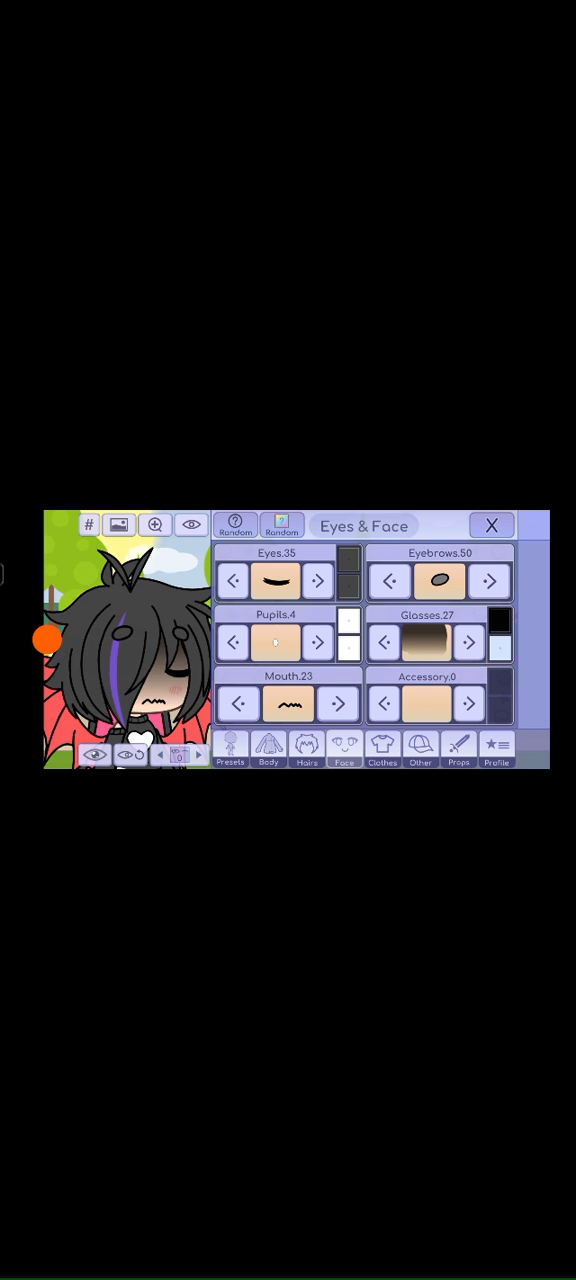 #
Random
Random
Eyes & Face
X
Eyes.35
Eyebrows.50
Pupils.4
Glasses.27
Mouth.23
Accessory.0
Presets
Body
Hairs
Face
Clothes
Other
Props
Profile